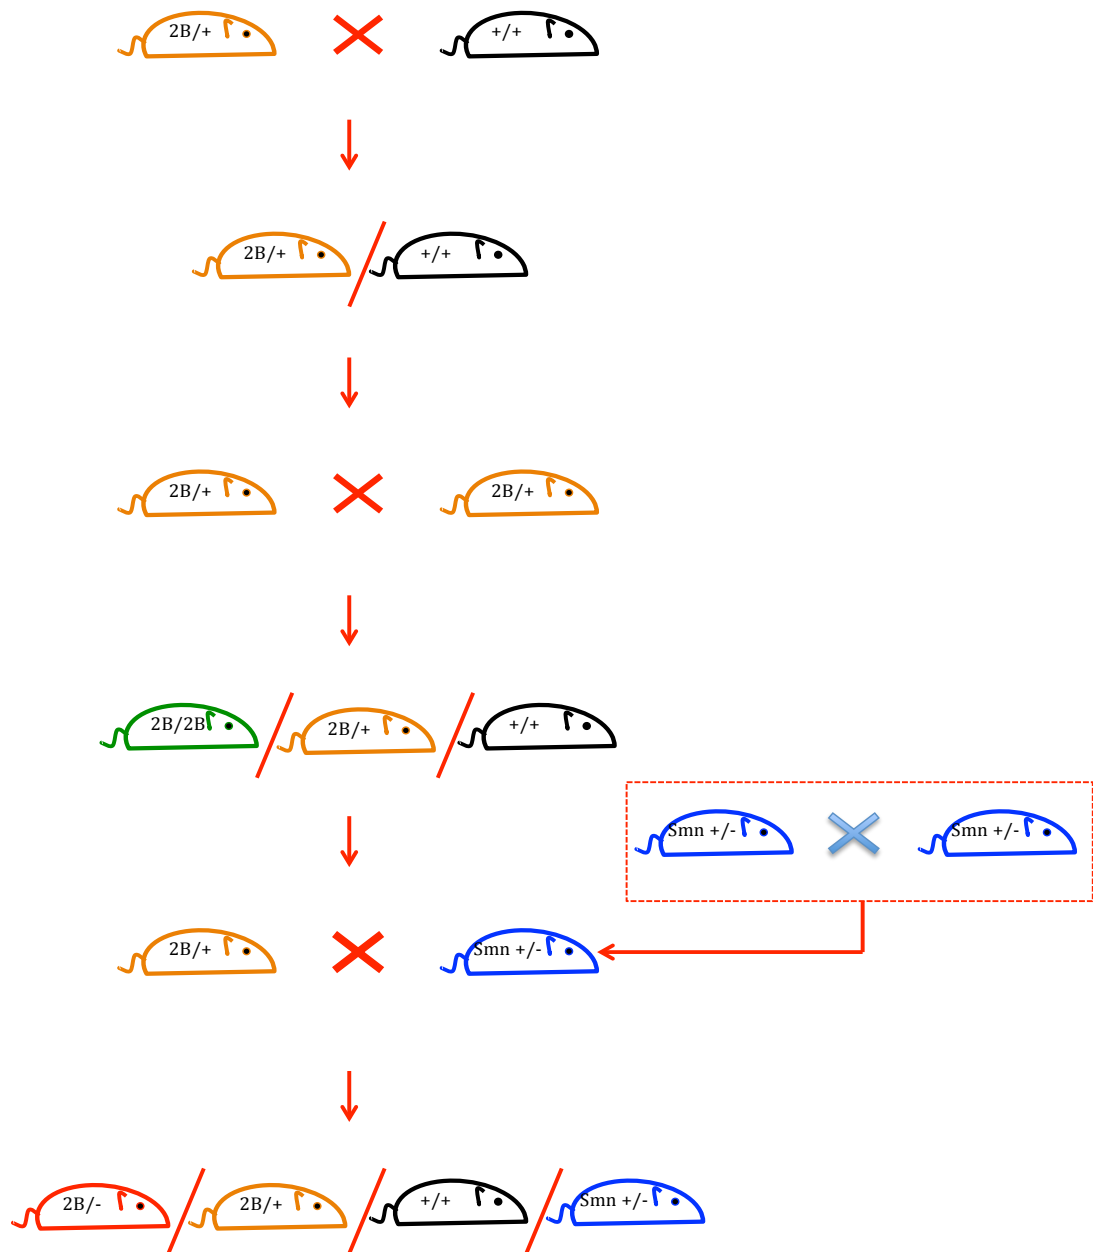 2B/+ +/+
2B/+ +/+
2B/+ 2B/+
2B/2B 2B/+ +/+
Smn +/- Smn +/-
2B/+ Smn +/-
2B/- 2B/+ +/+ Smn +/-